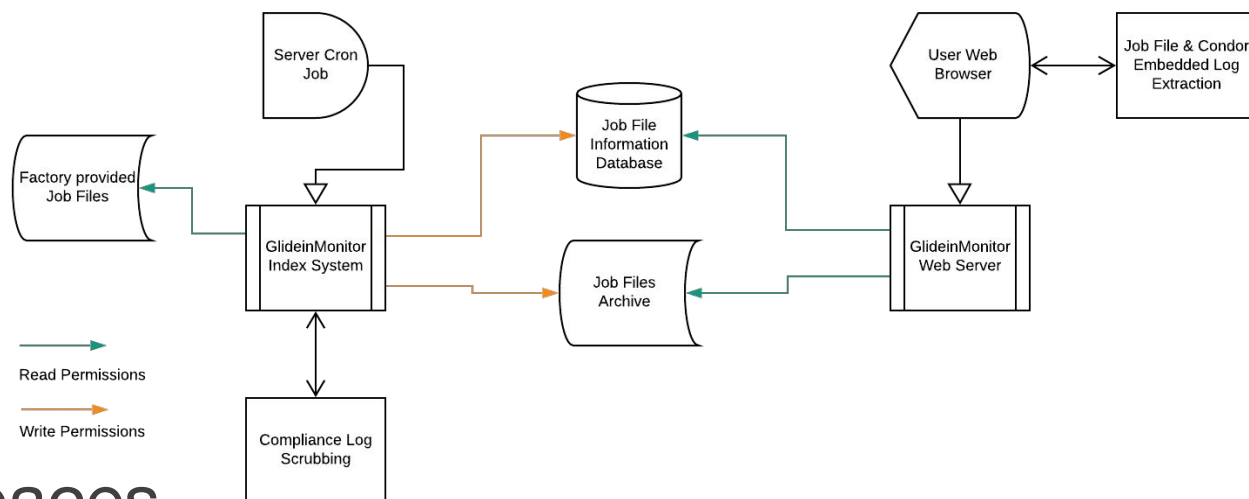 Server Cron
Job
User Web
Browser
Job File & Condor
Embedded Log
Extraction
Job File
Information
Database
Factory provided
Job Files
GlideinMonitor
Index System
GlideinMonitor
Web Server
Job Files
Archive
Read Permissions
Write Permissions
Compliance Log
Scrubbing